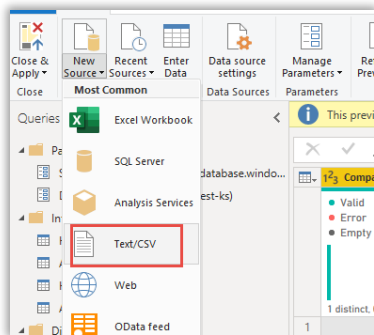 Close & Apply
New Source
Recent Sources
Enter Data
Data source settings
Manage Parameters
Close
Most Common
Data Sources
Parameters
Queries
Excel Workbook
This previ
SQL Server
database.windo...
est-ks)
Analysis Services
Text/CSV
Web
OData feed
1²3 Compa
Valid
Error
Empty
1 distinct,
1